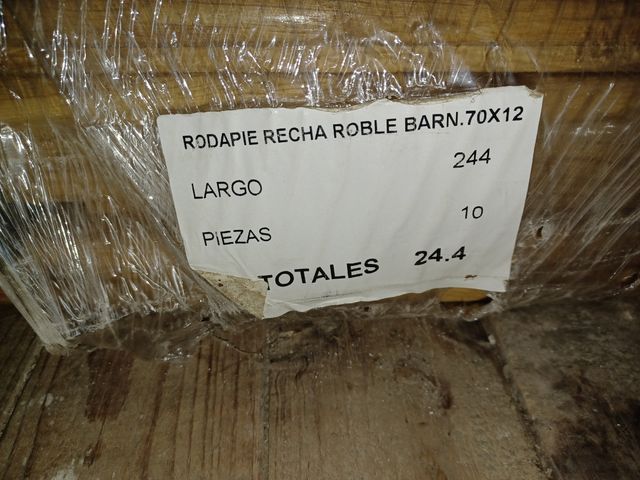 RODAPIE RECHA ROBLE BARN.70X12
LARGO 244
PIEZAS 10
TOTALES 24.4